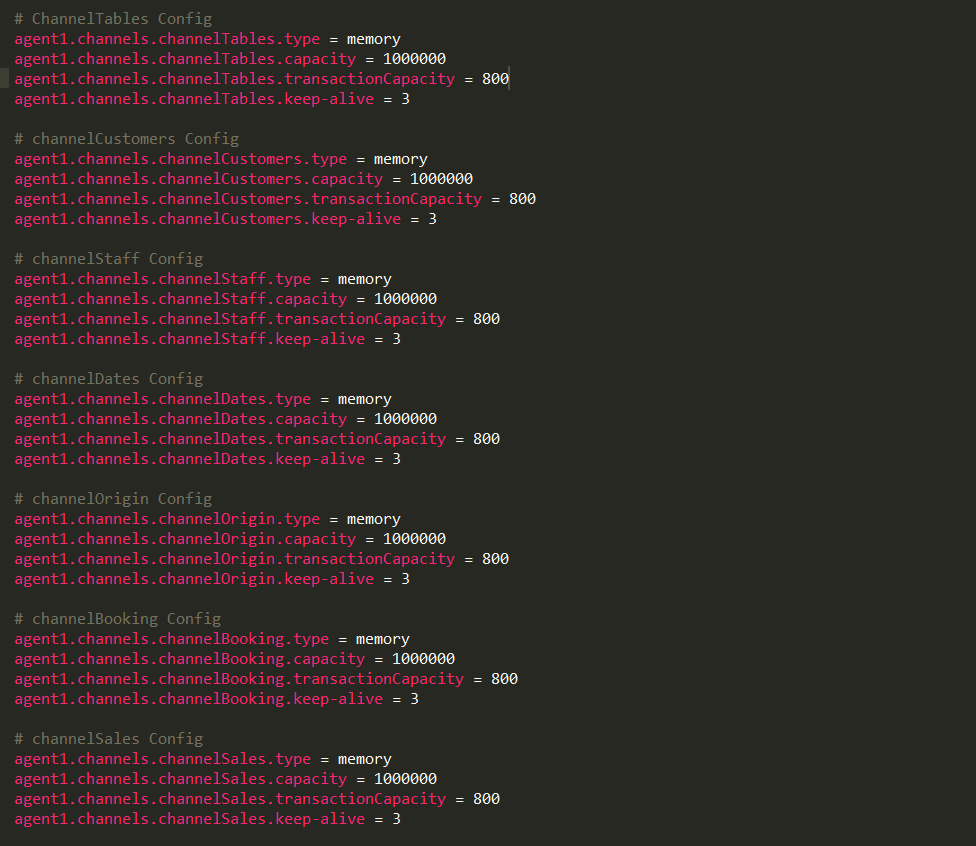 # ChannelTables Config
agent1.channels.channelTables.type = memory
agent1.channels.channelTables.capacity = 1000000
agent1.channels.channelTables.transactionCapacity = 800
agent1.channels.channelTables.keep-alive = 3
# channelCustomers Config
agent1.channels.channelCustomers.type = memory
agent1.channels.channelCustomers.capacity = 1000000
agent1.channels.channelCustomers.transactionCapacity = 800
agent1.channels.channelCustomers.keep-alive = 3
# channelStaff Config
agent1.channels.channelStaff.type = memory
agent1.channels.channelStaff.capacity = 1000000
agent1.channels.channelStaff.transactionCapacity = 800
agent1.channels.channelStaff.keep-alive = 3
# channelDates Config
agent1.channels.channelDates.type = memory
agent1.channels.channelDates.capacity = 1000000
agent1.channels.channelDates.transactionCapacity = 800
agent1.channels.channelDates.keep-alive = 3
# channelOrigin Config
agent1.channels.channelOrigin.type = memory
agent1.channels.channelOrigin.capacity = 1000000
agent1.channels.channelOrigin.transactionCapacity = 800
agent1.channels.channelOrigin.keep-alive = 3
# channelBooking Config
agent1.channels.channelBooking.type = memory
agent1.channels.channelBooking.capacity = 1000000
agent1.channels.channelBooking.transactionCapacity = 800
agent1.channels.channelBooking.keep-alive = 3
# channelSales Config
agent1.channels.channelSales.type = memory
agent1.channels.channelSales.capacity = 1000000
agent1.channels.channelSales.transactionCapacity = 800
agent1.channels.channelSales.keep-alive = 3